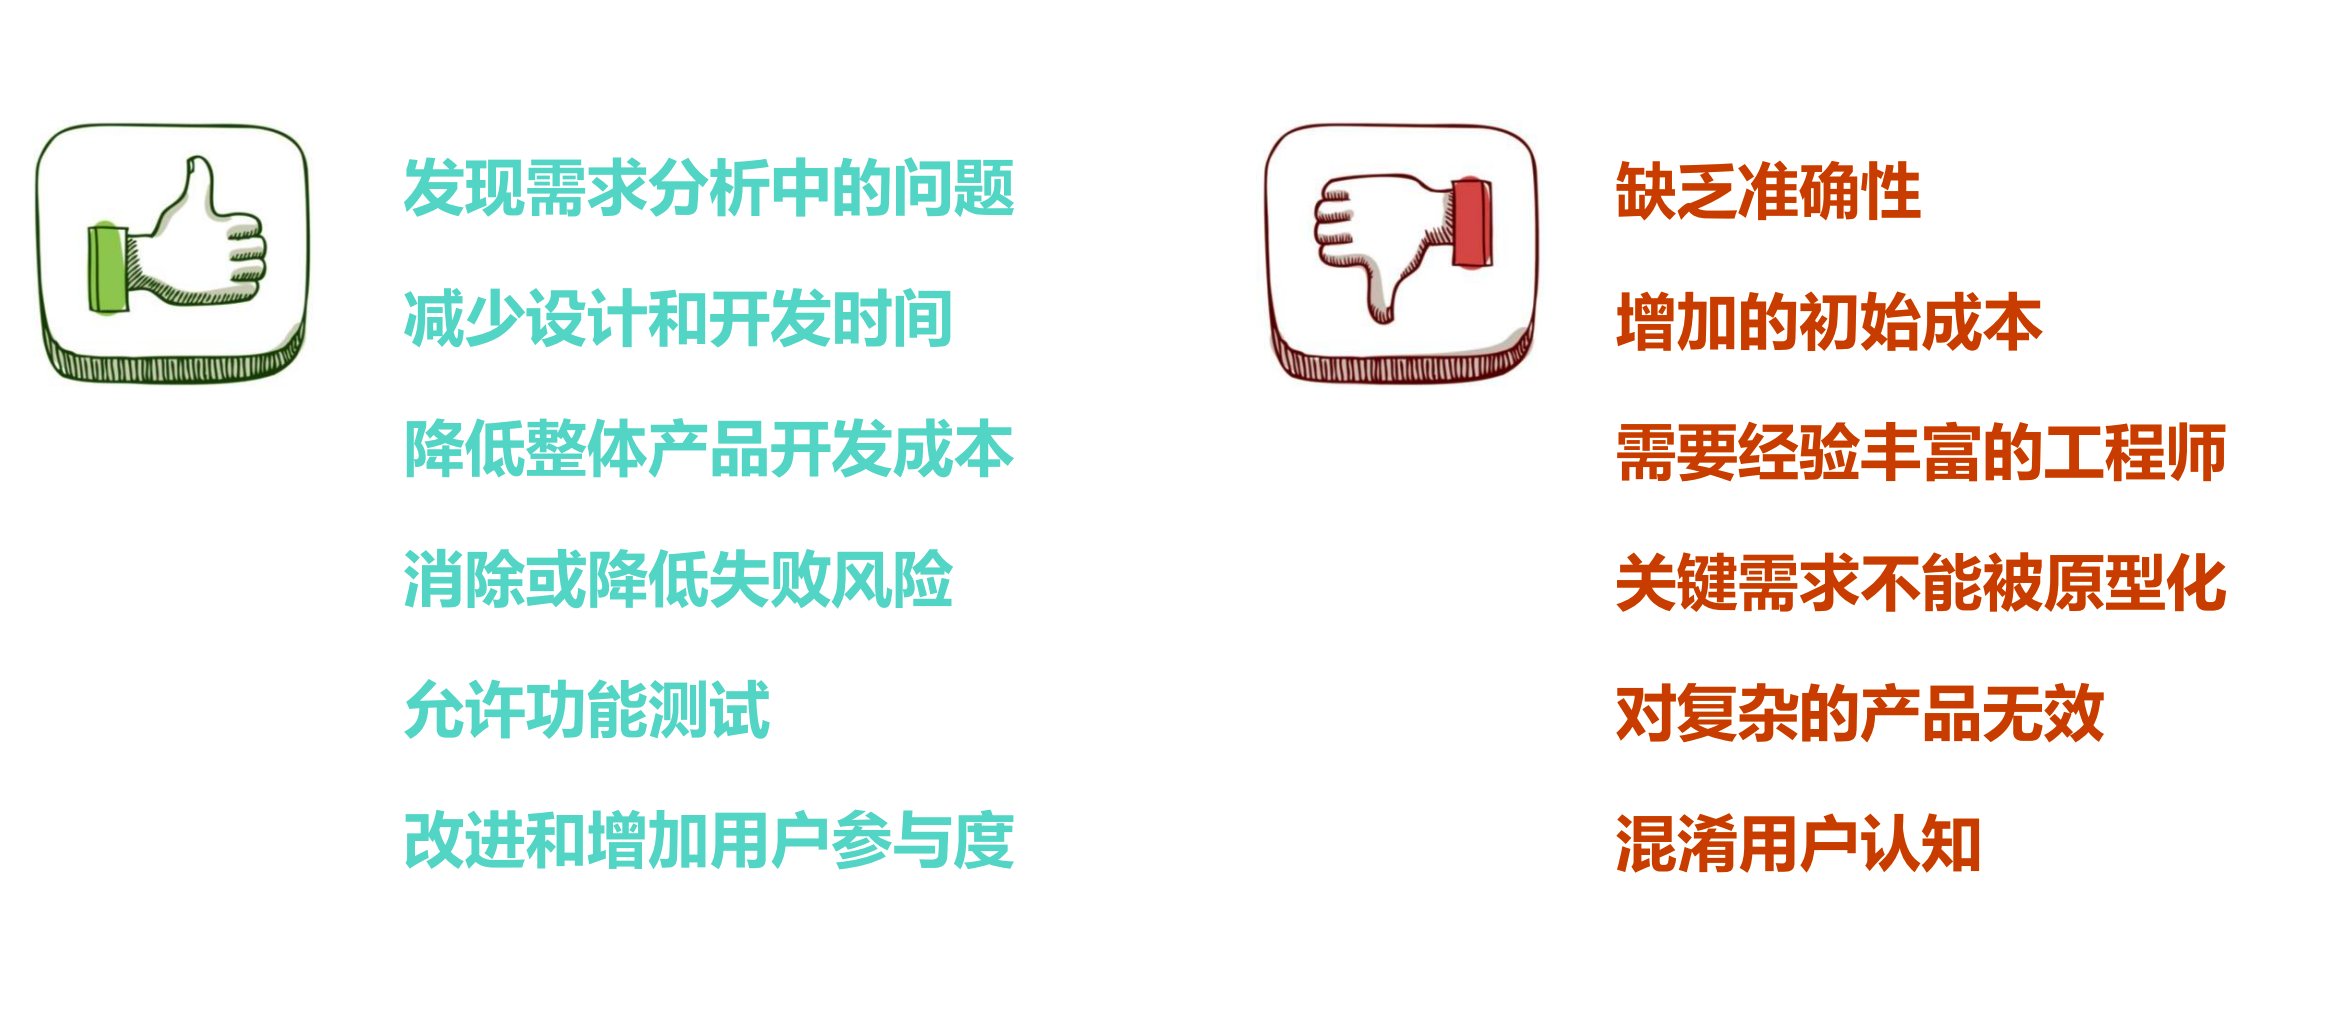 发现需求分析中的问题
减少设计和开发时间
降低整体产品开发成本
消除或降低失败风险
允许功能测试
改进和增加用户参与度
缺乏准确性
增加的初始成本
需要经验丰富的工程师
关键需求不能被原型化
对复杂的产品无效
混淆用户认知